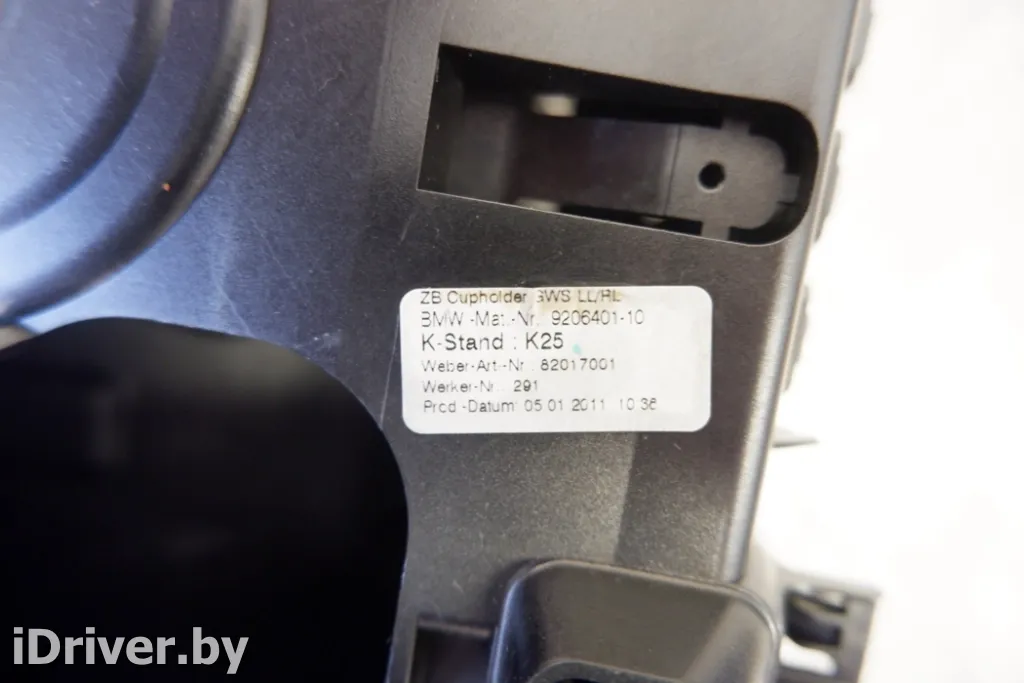 ZB Cupholder GWS LL/RL
BMW-Mat.-Nr. 9206401-10
K-Stand : K25
Weber-Art.-Nr.: 82017001
Werker-Nr.: 291
Prod.-Datum: 05.01.2011 10:36
iDriver.by